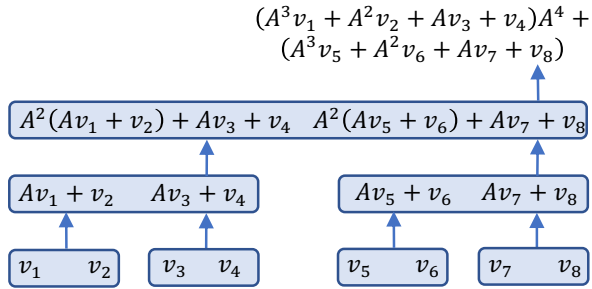 (A³v₁ + A²v₂ + Av₃ + v₄)A⁴ +
(A³v₅ + A²v₆ + Av₇ + v₈)
A²(Av₁ + v₂) + Av₃ + v₄ A²(Av₅ + v₆) + Av₇ + v₈
Av₁ + v₂ Av₃ + v₄ Av₅ + v₆ Av₇ + v₈
v₁ v₂ v₃ v₄ v₅ v₆ v₇ v₈